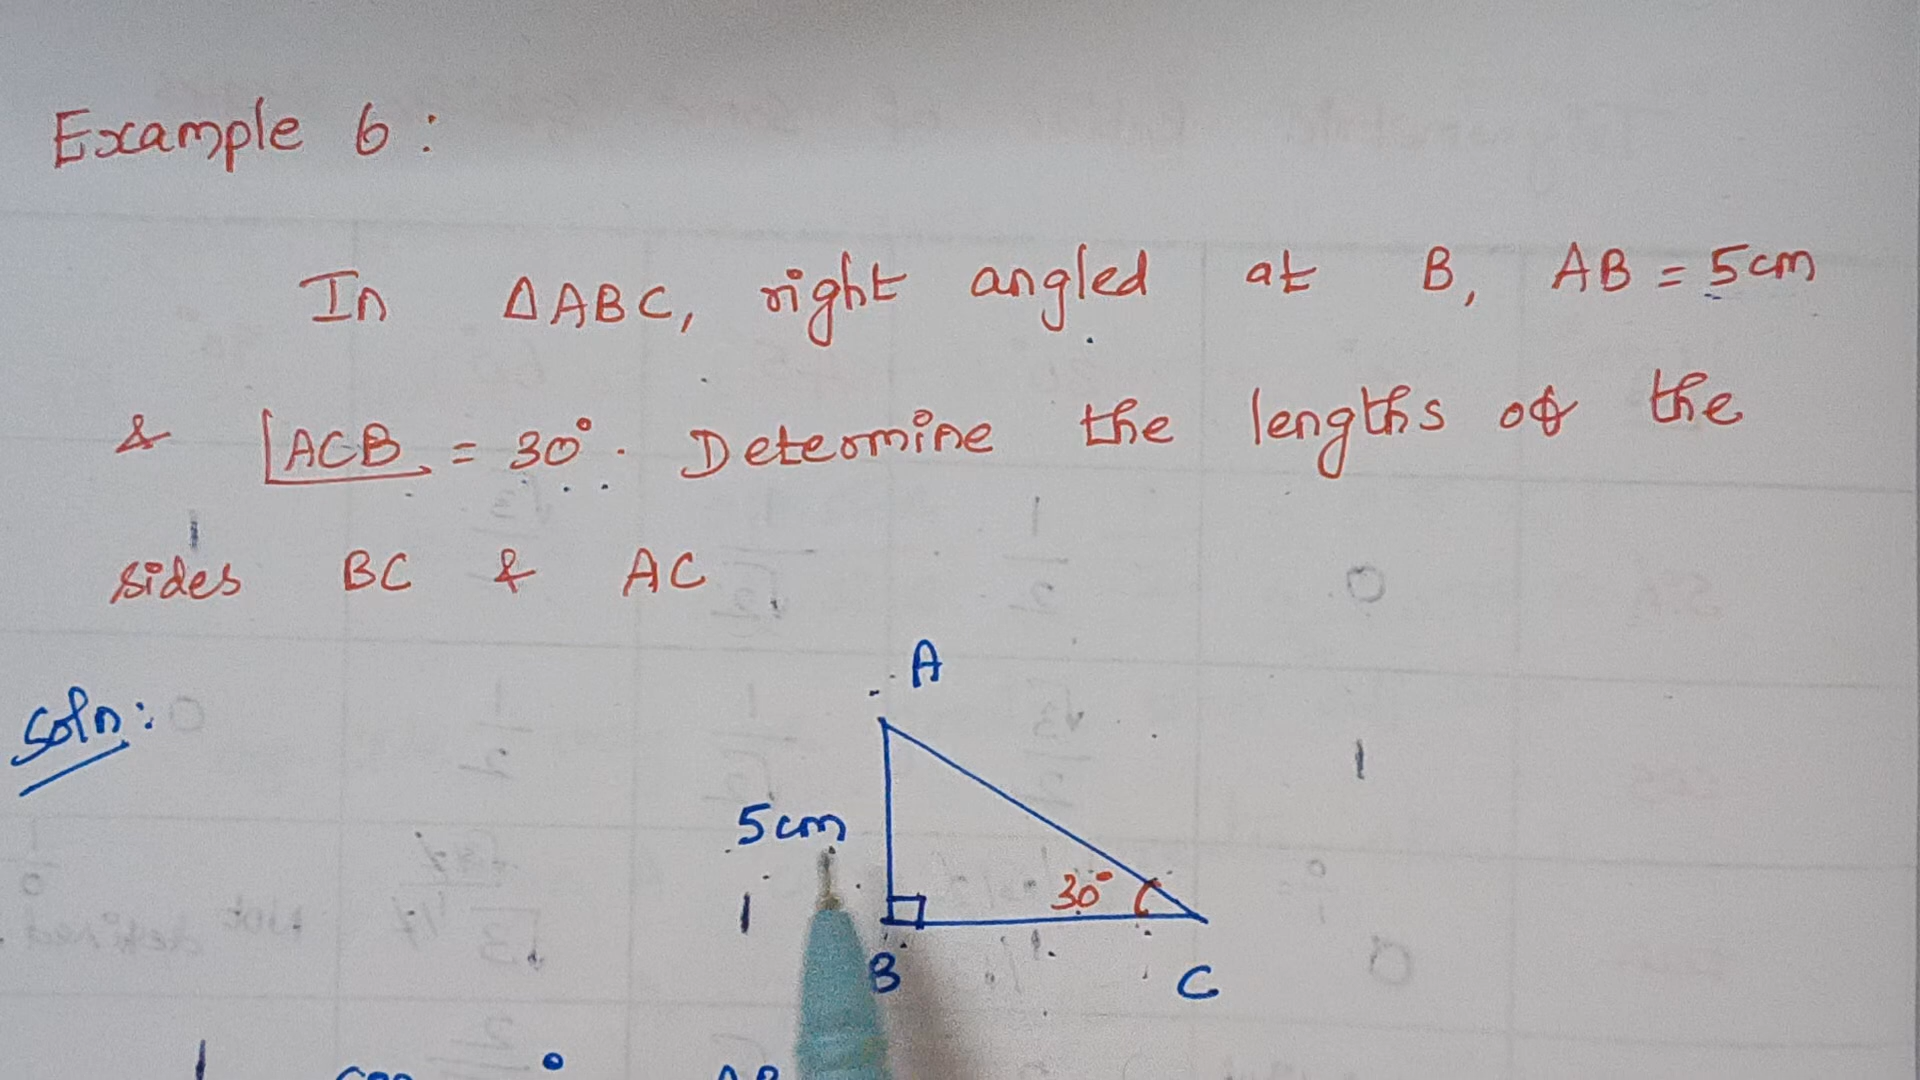 Example 6:
In ΔABC, right angled at B, AB = 5cm
& ∠ACB = 30°. Determine the lengths of the
sides BC & AC
Soln:
A
5cm
30°
B
C